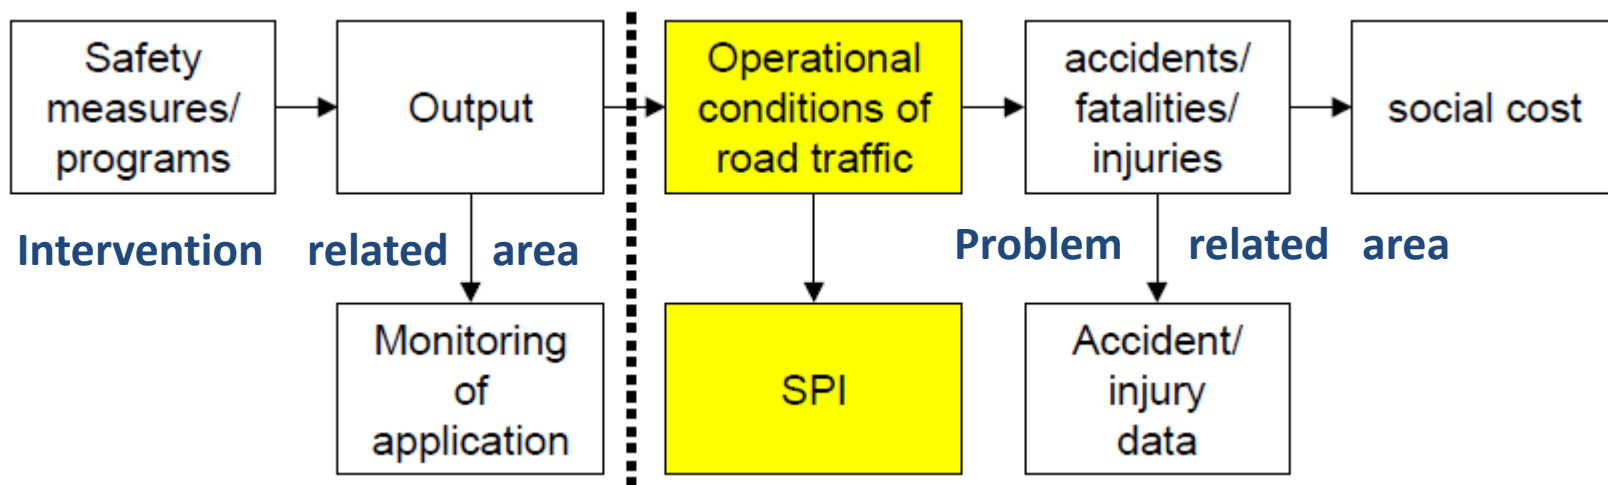 Safety
measures/
programs
Output
Operational
conditions of
road traffic
accidents/
fatalities/
injuries
social cost
Intervention related area
Problem related area
Monitoring
of
application
SPI
Accident/
injury
data